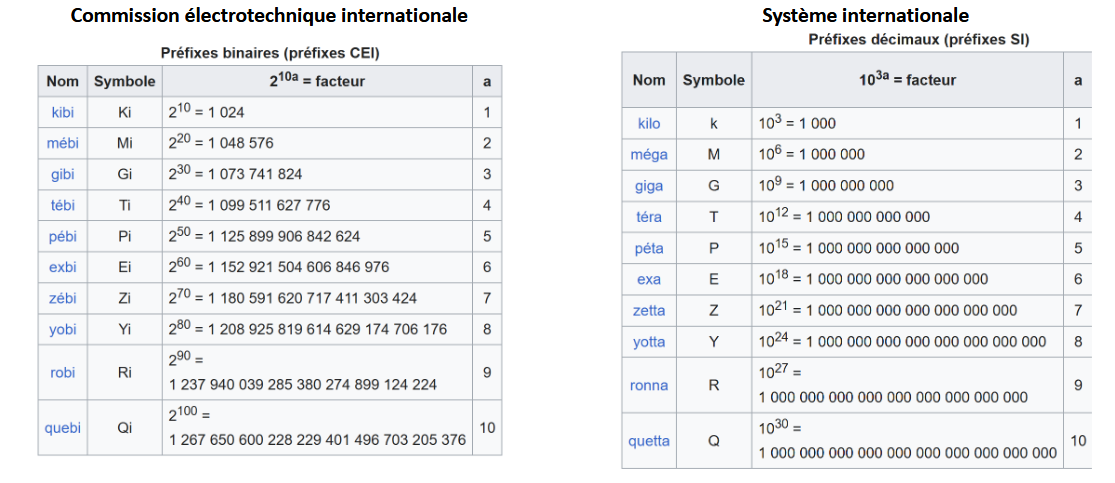 Commission électrotechnique internationale
Préfixes binaires (préfixes CEI)
Nom Symbole 2^10a = facteur a
kibi Ki 2^10 = 1 024 1
mébi Mi 2^20 = 1 048 576 2
gibi Gi 2^30 = 1 073 741 824 3
tébi Ti 2^40 = 1 099 511 627 776 4
pébi Pi 2^50 = 1 125 899 906 842 624 5
exbi Ei 2^60 = 1 152 921 504 606 846 976 6
zébi Zi 2^70 = 1 180 591 620 717 411 303 424 7
yobi Yi 2^80 = 1 208 925 819 614 629 174 706 176 8
robi Ri 2^90 = 9
1 237 940 039 285 380 274 899 124 224
quebi Qi 2^100 = 10
1 267 650 600 228 229 401 496 703 205 376
Système internationale
Préfixes décimaux (préfixes SI)
Nom Symbole 10^3a = facteur a
kilo k 10^3 = 1 000 1
méga M 10^6 = 1 000 000 2
giga G 10^9 = 1 000 000 000 3
téra T 10^12 = 1 000 000 000 000 4
péta P 10^15 = 1 000 000 000 000 000 5
exa E 10^18 = 1 000 000 000 000 000 000 6
zetta Z 10^21 = 1 000 000 000 000 000 000 000 7
yotta Y 10^24 = 1 000 000 000 000 000 000 000 000 8
ronna R 10^27 = 9
1 000 000 000 000 000 000 000 000 000
quetta Q 10^30 = 10
1 000 000 000 000 000 000 000 000 000 000